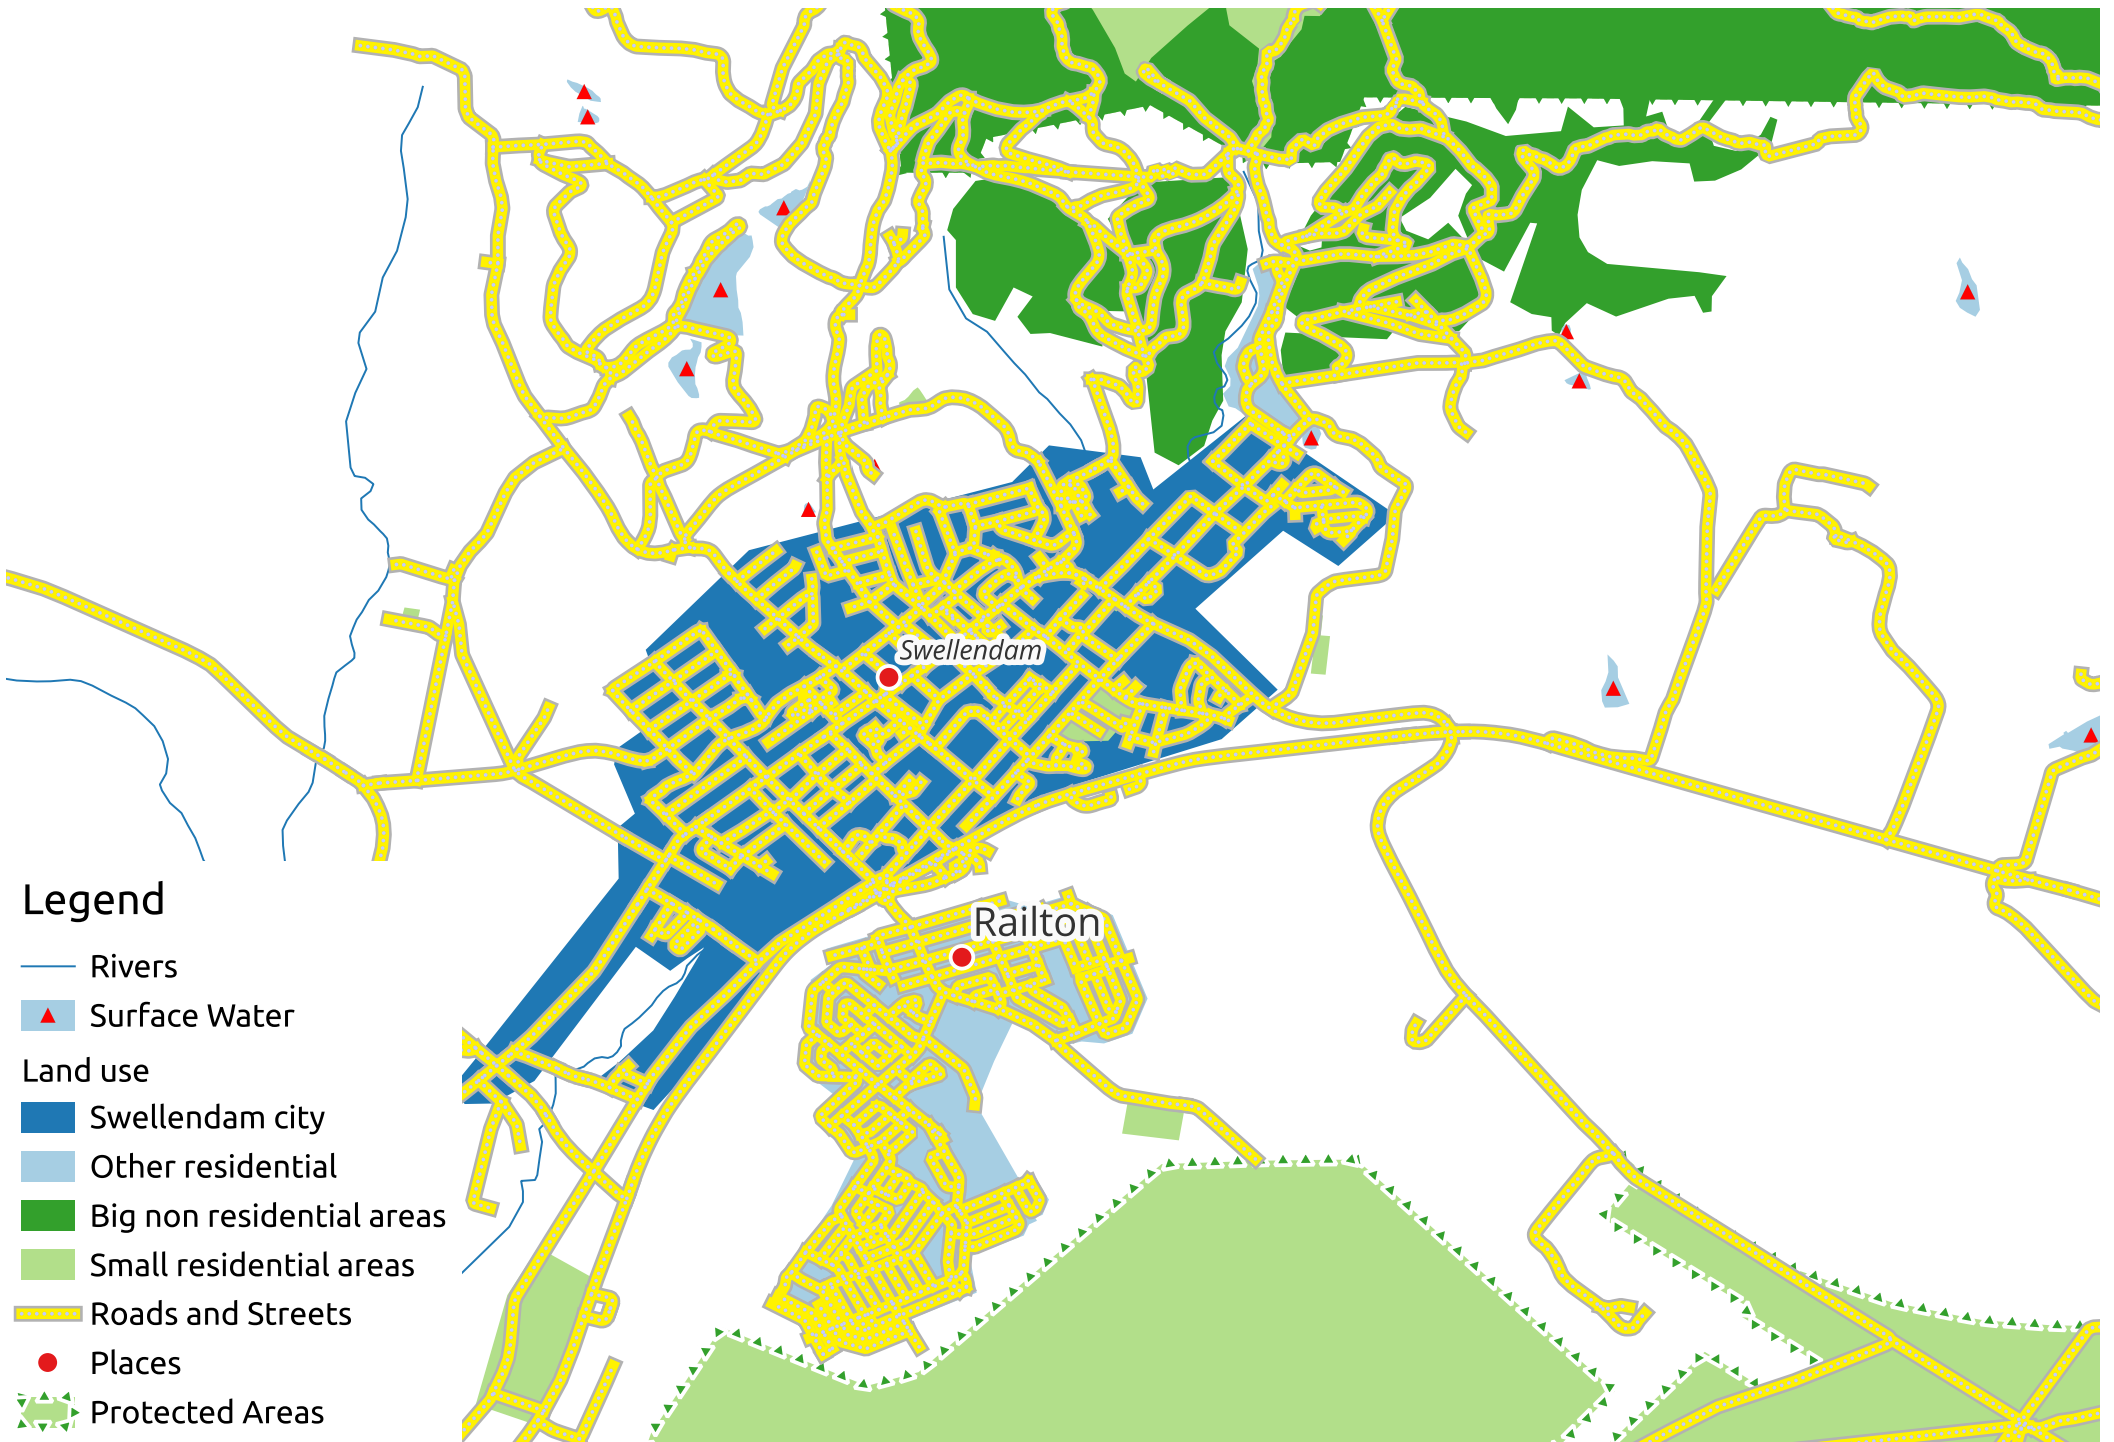 Swellendam
Railton
Legend
Rivers
Surface Water
Land use
Swellendam city
Other residential
Big non residential areas
Small residential areas
Roads and Streets
Places
Protected Areas